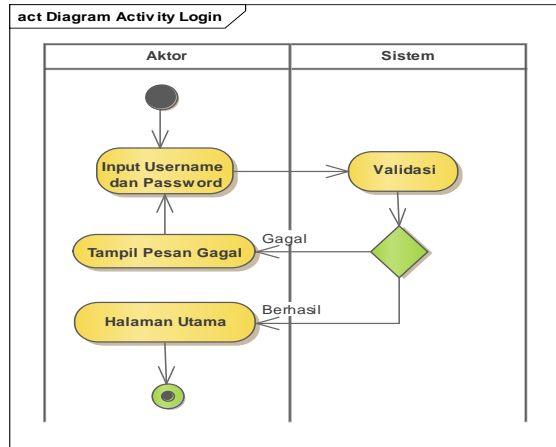 act Diagram Activity Login
Aktor
Sistem
Input Username
dan Password
Validasi
Gagal
Tampil Pesan Gagal
Berhasil
Halaman Utama